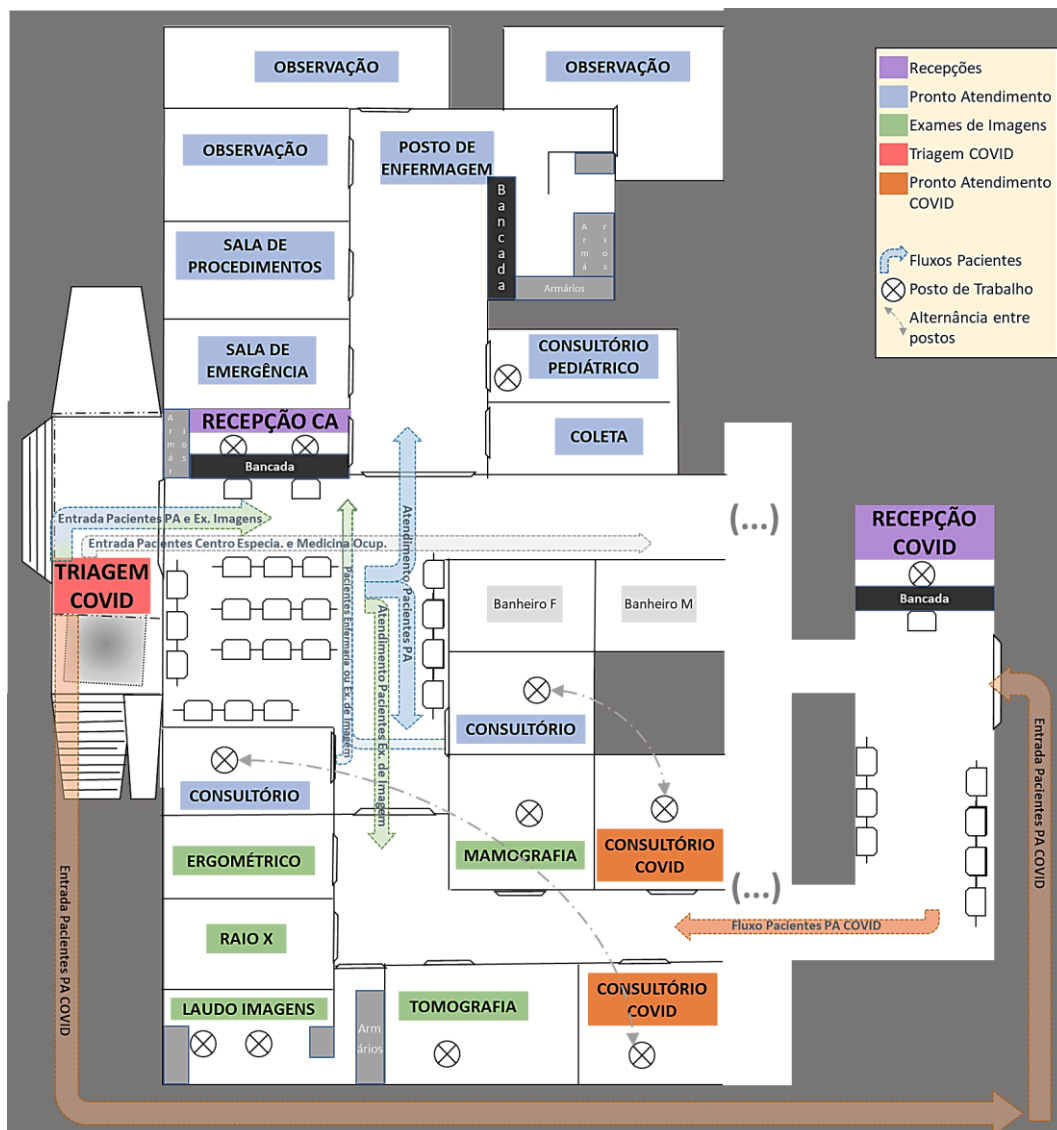 OBSERVAÇÃO
OBSERVAÇÃO
Recepções
Pronto Atendimento
Exames de Imagens
Triagem COVID
Pronto Atendimento
COVID
Fluxos Pacientes
Posto de Trabalho
Alternância entre
postos
OBSERVAÇÃO
POSTO DE
ENFERMAGEM
Bancada
Armários
Armários
SALA DE
PROCEDIMENTOS
SALA DE
EMERGÊNCIA
CONSULTÓRIO
PEDIÁTRICO
COLETA
Armários
RECEPÇÃO CA
Bancada
(...)
RECEPÇÃO
COVID
Bancada
Entrada Pacientes PA e Ex. Imagens
Entrada Pacientes Centro Especia. e Medicina Ocup.
TRIAGEM
COVID
Pacientes Enfermaria ou Ex.de Imagem
Atendimento Pacientes PA
Atendimento Pacientes Ex. de Imagem
Banheiro F
Banheiro M
CONSULTÓRIO
CONSULTÓRIO
ERGOMÉTRICO
MAMOGRAFIA
CONSULTÓRIO
COVID
(...)
RAIO X
Fluxo Pacientes PA COVID
LAUDO IMAGENS
Armários
TOMOGRAFIA
CONSULTÓRIO
COVID
Entrada Pacientes PA COVID
Entrada Pacientes PA COVID